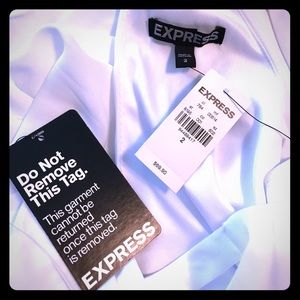 EXPRESS
2
EXPRESS
2
$69.90
Do Not
Remove
This Tag.
This garment
cannot be
returned
once this tag
is removed.
EXPRESS